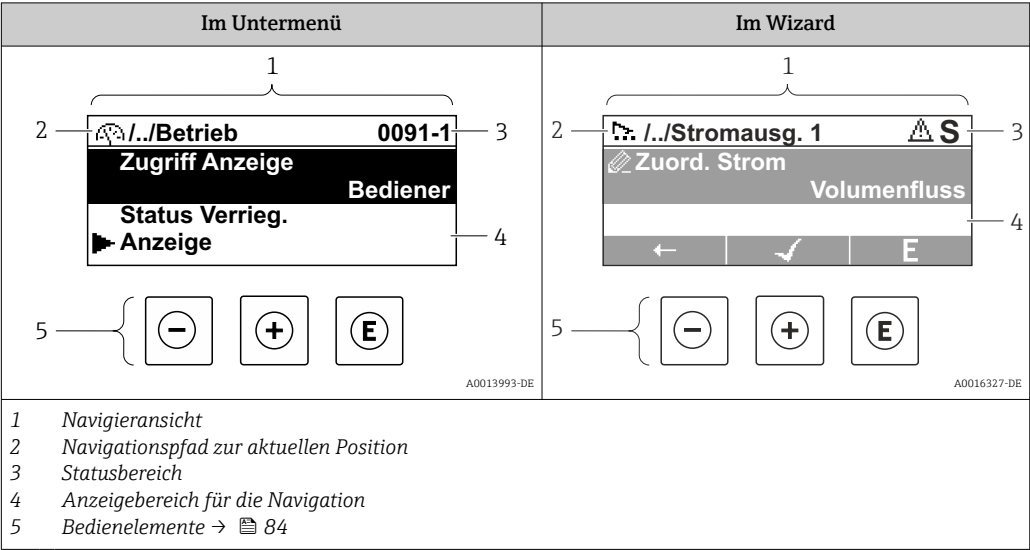 Im Untermenü
Im Wizard
1
2
/../Betrieb 0091-1
3
Zugriff Anzeige
Bediener
Status Verrieg.
Anzeige
4
5
- + E
A0013993-DE
1
2
/../Stromausg. 1 S
3
Zuord. Strom
Volumenfluss
4
← ✓ E
5
- + E
A0016327-DE
1 Navigieransicht
2 Navigationspfad zur aktuellen Position
3 Statusbereich
4 Anzeigebereich für die Navigation
5 Bedienelemente → 84